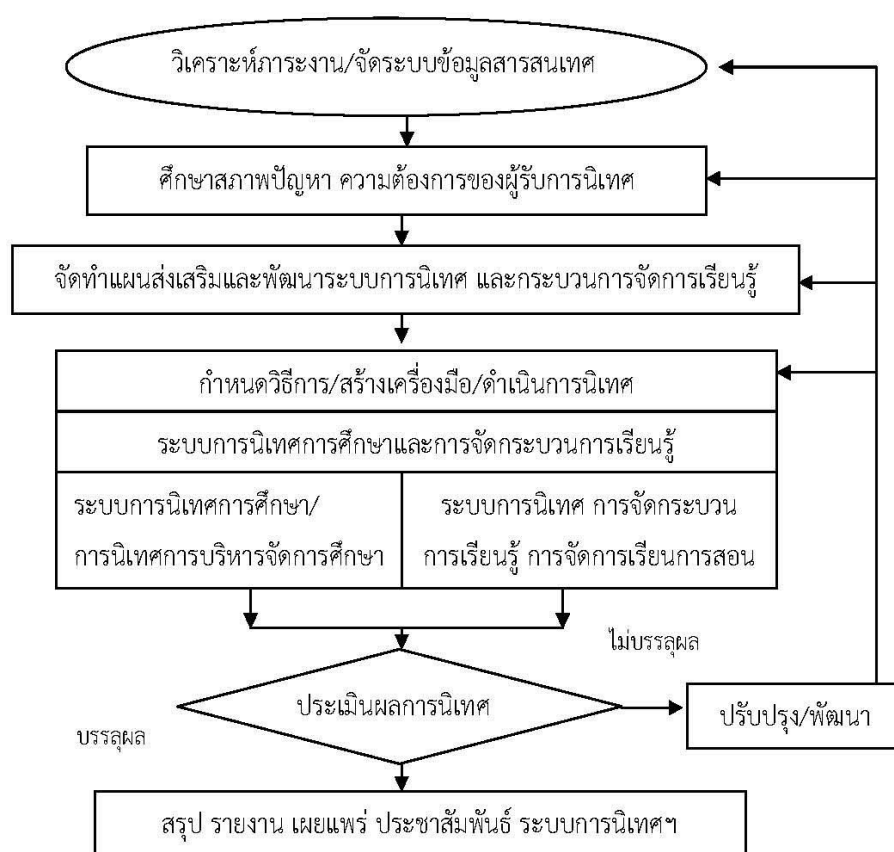 วิเคราะห์ภาระงาน/จัดระบบข้อมูลสารสนเทศ
ศึกษาสภาพปัญหา ความต้องการของผู้รับการนิเทศ
จัดทำแผนส่งเสริมและพัฒนาระบบการนิเทศ และกระบวนการจัดการเรียนรู้
กำหนดวิธีการ/สร้างเครื่องมือ/ดำเนินการนิเทศ
ระบบการนิเทศการศึกษาและการจัดกระบวนการเรียนรู้
ระบบการนิเทศการศึกษา/
การนิเทศการบริหารจัดการศึกษา
ระบบการนิเทศ การจัดกระบวน
การเรียนรู้ การจัดการเรียนการสอน
ไม่บรรลุผล
ประเมินผลการนิเทศ
ปรับปรุง/พัฒนา
บรรลุผล
สรุป รายงาน เผยแพร่ ประชาสัมพันธ์ ระบบการนิเทศฯ